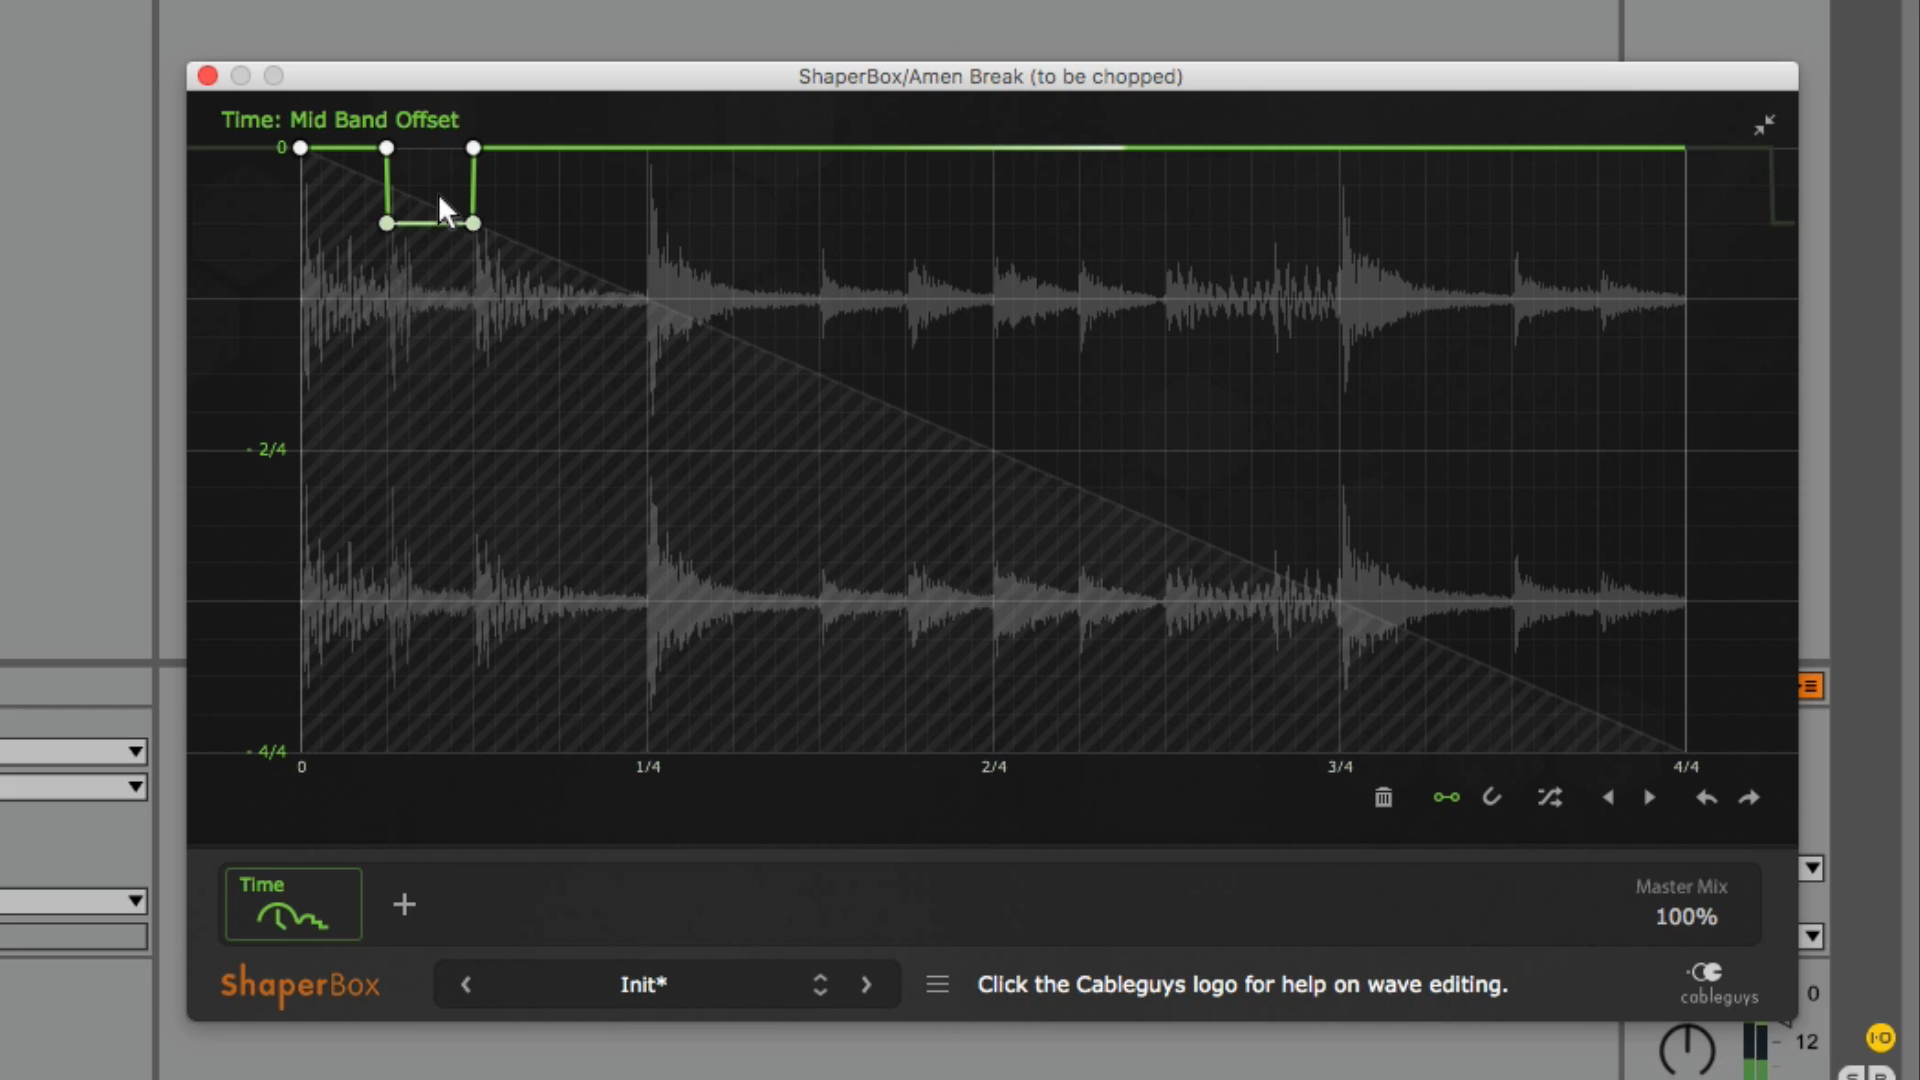 ShaperBox/Amen Break (to be chopped)
Time: Mid Band Offset
0
- 2/4
- 4/4
0 1/4 2/4 3/4 4/4
Time
+
Master Mix
100%
ShaperBox
Init*
Click the Cableguys logo for help on wave editing.
cableguys
0
- 12
I·O